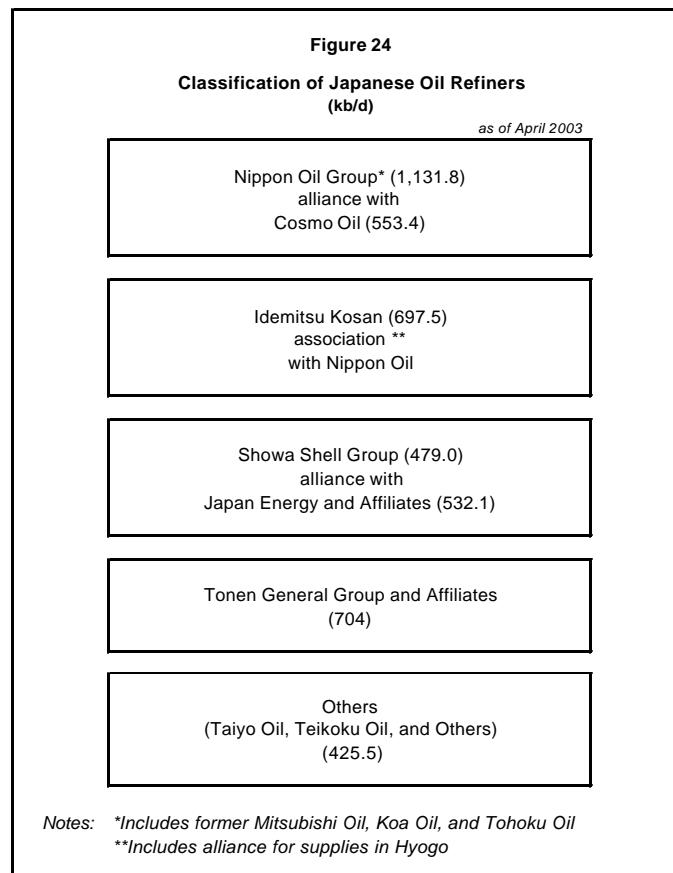 Figure 24
Classification of Japanese Oil Refiners
(kb/d)
as of April 2003
Nippon Oil Group* (1,131.8)
alliance with
Cosmo Oil (553.4)
Idemitsu Kosan (697.5)
association **
with Nippon Oil
Showa Shell Group (479.0)
alliance with
Japan Energy and Affiliates (532.1)
Tonen General Group and Affiliates
(704)
Others
(Taiyo Oil, Teikoku Oil, and Others)
(425.5)
Notes: *Includes former Mitsubishi Oil, Koa Oil, and Tohoku Oil
**Includes alliance for supplies in Hyogo